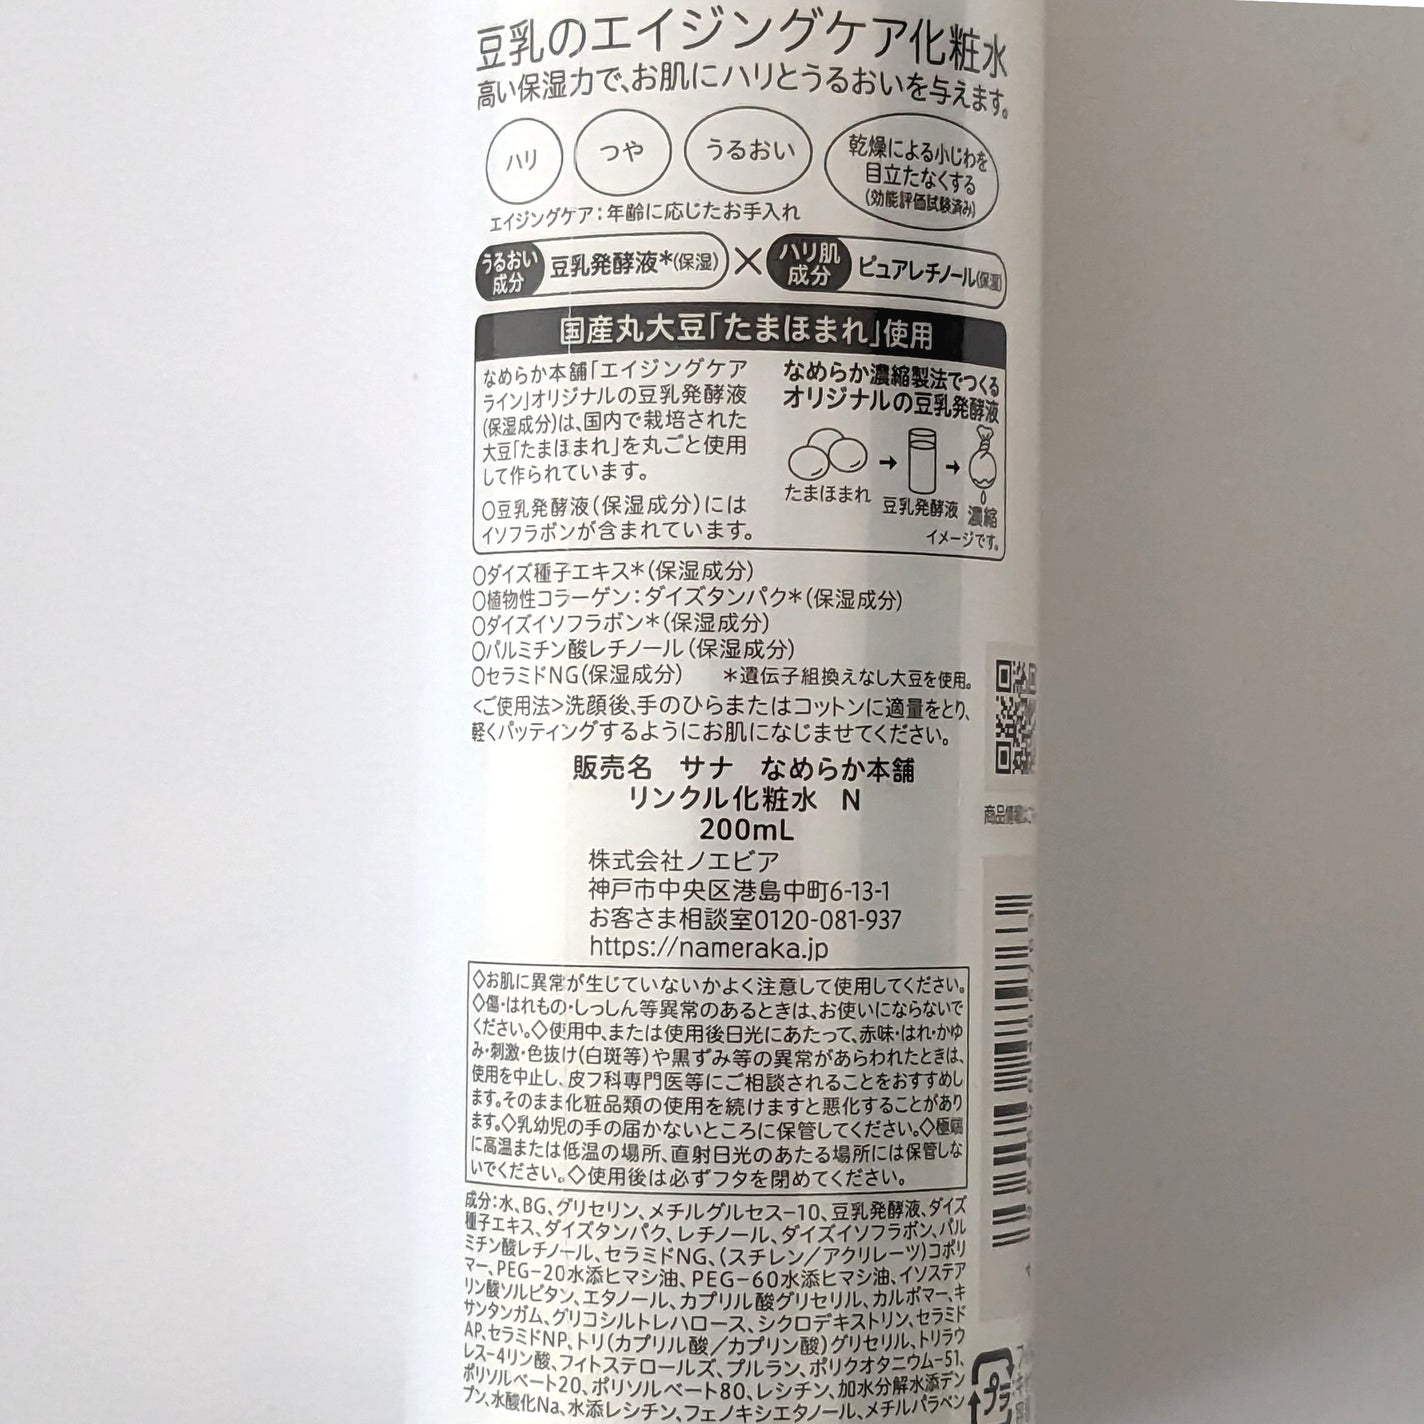 豆乳のエイジングケア化粧水
高い保湿力で、お肌にハリとうるおいを与えます。
ハリ
つや
うるおい
乾燥による小じわを
目立たなくする
(効能評価試験済み)
エイジングケア：年齢に応じたお手入れ
うるおい
成分
豆乳発酵液*(保湿)
×
ハリ肌
成分
ピュアレチノール(保湿)
国産丸大豆「たまほまれ」使用
なめらか本舗「エイジングケア
ライン」オリジナルの豆乳発酵液
(保湿成分)は、国内で栽培された
大豆「たまほまれ」を丸ごと使用
して作られています。
○豆乳発酵液(保湿成分)には
イソフラボンが含まれています。
なめらか濃縮製法でつくる
オリジナルの豆乳発酵液
たまほまれ
豆乳発酵液
濃縮
イメージです。
○ダイズ種子エキス*(保湿成分)
○植物性コラーゲン：ダイズタンパク*(保湿成分)
○ダイズイソフラボン*(保湿成分)
○パルミチン酸レチノール(保湿成分)
○セラミドNG(保湿成分)　*遺伝子組換えなし大豆を使用。
<ご使用法>洗顔後、手のひらまたはコットンに適量をとり、
軽くパッティングするようにお肌になじませてください。
販売名　サナ　なめらか本舗
リンクル化粧水　N
200mL
株式会社ノエビア
神戸市中央区港島中町6-13-1
お客さま相談室0120-081-937
https://nameraka.jp
◇お肌に異常が生じていないかよく注意して使用してください。
◇傷・はれもの・しっしん等異常のあるときは、お使いにならないで
ください。◇使用中、または使用後日光にあたって、赤味・はれ・かゆ
み・刺激・色抜け(白斑等)や黒ずみ等の異常があらわれたときは、
使用を中止し、皮フ科専門医等にご相談されることをおすすめし
ます。そのまま化粧品類の使用を続けますと悪化することがあり
ます。◇乳幼児の手の届かないところに保管してください。◇極端
に高温または低温の場所、直射日光のあたる場所には保管しな
いでください。◇使用後は必ずフタを閉めてください。
成分：水、BG、グリセリン、メチルグルセス-10、豆乳発酵液、ダイズ
種子エキス、ダイズタンパク、レチノール、ダイズイソフラボン、パル
ミチン酸レチノール、セラミドNG、(スチレン／アクリレーツ)コポリ
マー、PEG-20水添ヒマシ油、PEG-60水添ヒマシ油、イソステア
リン酸ソルビタン、エタノール、カプリル酸グリセリル、カルボマー、キ
サンタンガム、グリコシルトレハロース、シクロデキストリン、セラミド
AP、セラミドNP、トリ(カプリル酸／カプリン酸)グリセリル、トリラウ
レス-4リン酸、フィトステロールズ、プルラン、ポリクオタニウム-51、
ポリソルベート20、ポリソルベート80、レシチン、加水分解水添デン
プン、水酸化Na、水添レシチン、フェノキシエタノール、メチルパラベン
商品情報はこ
プラ